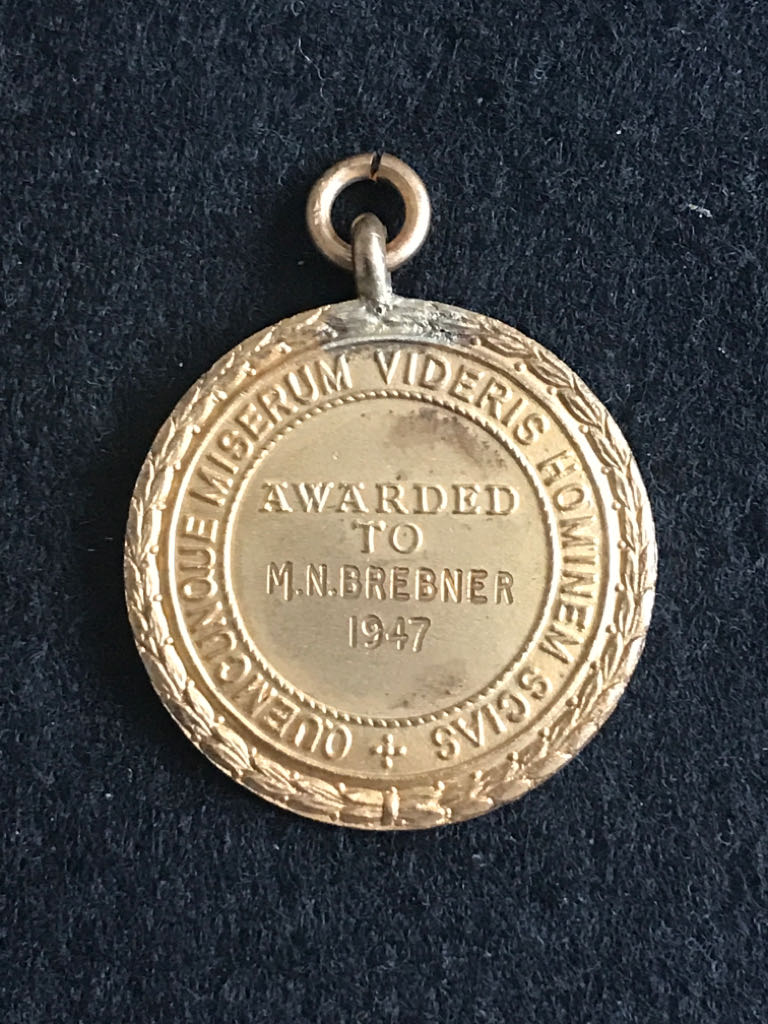 QUEMCUNQUE MISERUM VIDERIS HOMINEM SCIAS +
AWARDED
TO
M.N.BREBNER
1947